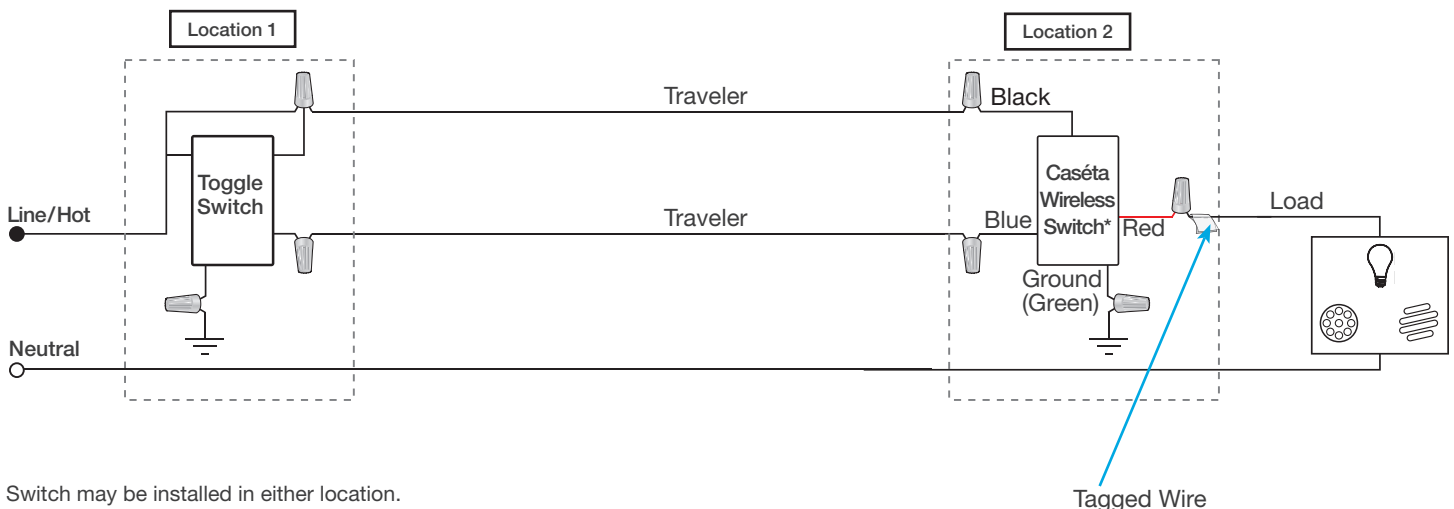 Location 1
Location 2
Traveler
Black
Toggle
Switch
Caséta
Wireless
Switch*
Line/Hot
Traveler
Blue
Red
Load
Ground
(Green)
Neutral
Switch may be installed in either location.
Tagged Wire